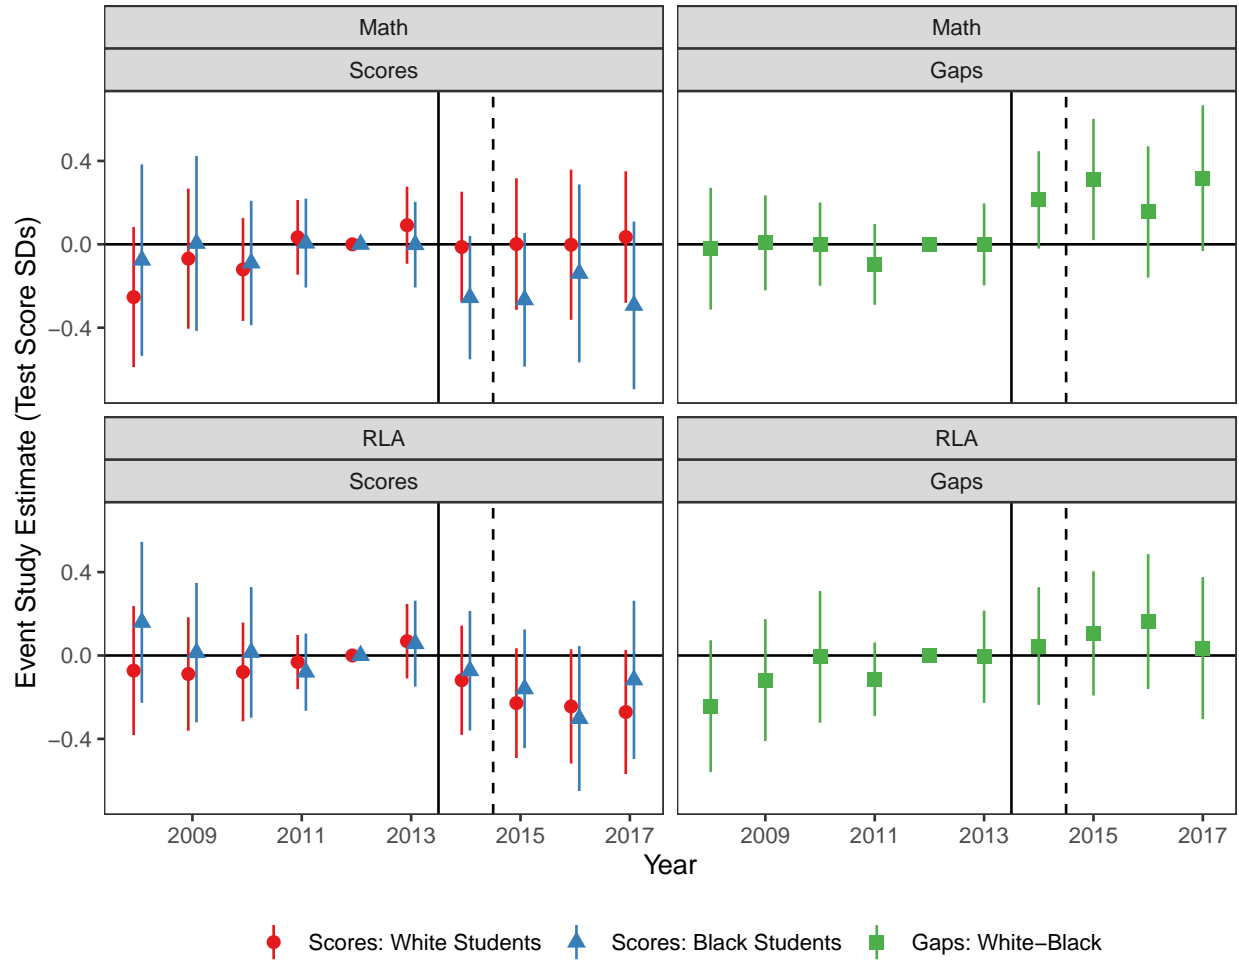 Math
Math
Scores
Gaps
0.4
0.0
−0.4
RLA
RLA
Scores
Gaps
0.4
0.0
−0.4
2009 2011 2013 2015 2017
2009 2011 2013 2015 2017
Event Study Estimate (Test Score SDs)
Year
Scores: White Students
Scores: Black Students
Gaps: White−Black